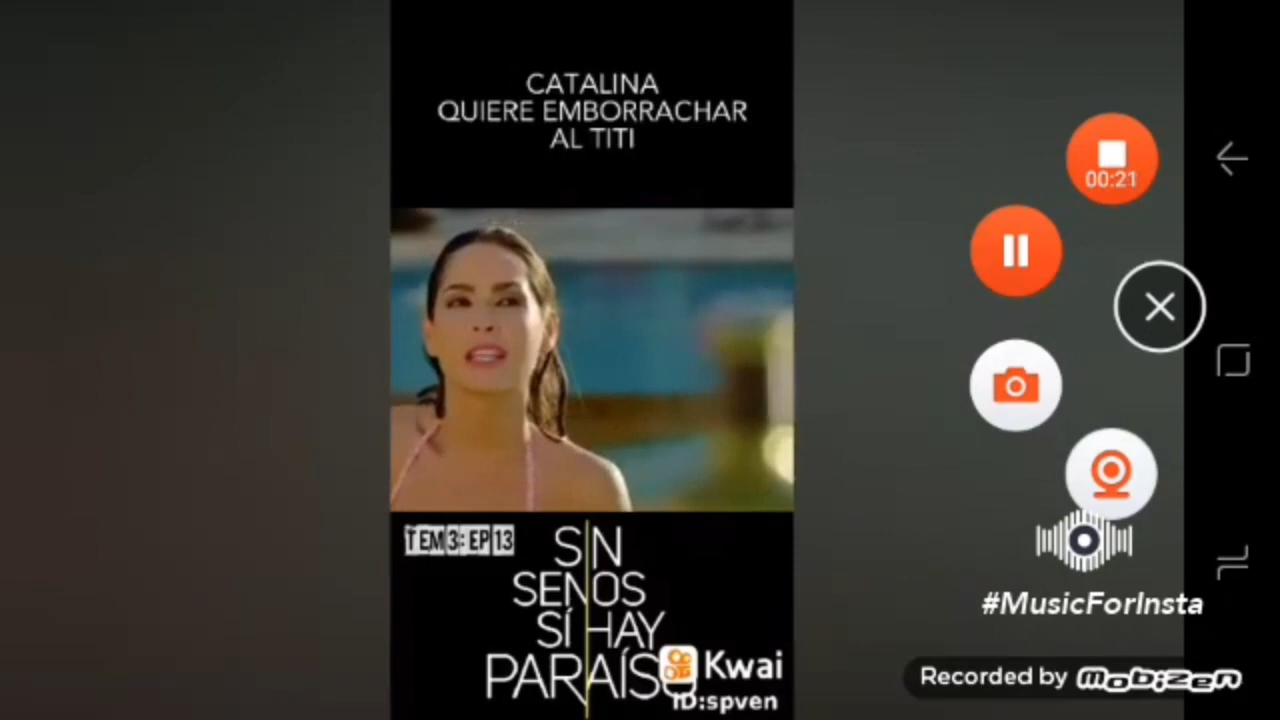 CATALINA
QUIERE EMBORRACHAR
AL TITI
00:21
TEM 3: EP 13
SIN
SENOS
SÍ HAY
PARAÍSO
Kwai
ID:spven
#MusicForInsta
Recorded by MOBIZEN